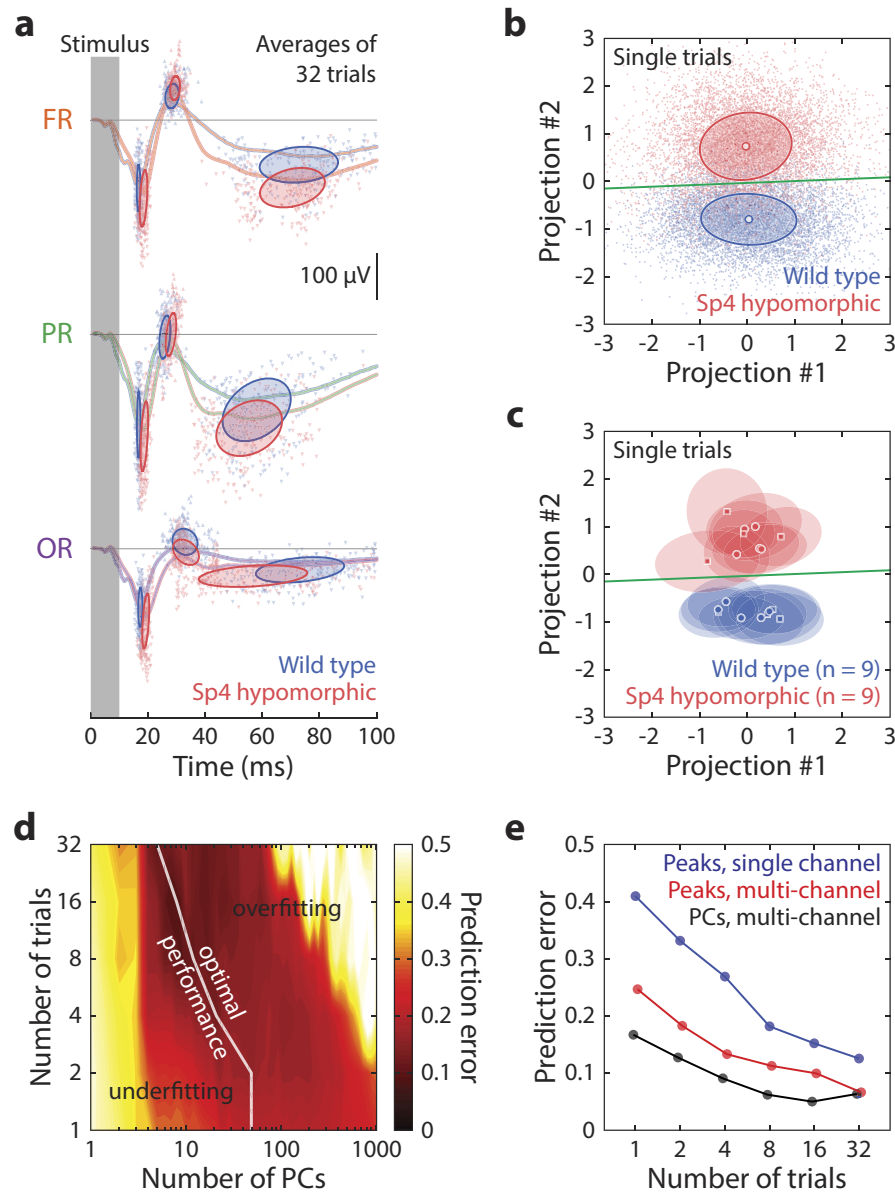 a
Stimulus
Averages of
32 trials
FR
100 µV
PR
OR
Wild type
Sp4 hypomorphic
0 20 40 60 80 100
Time (ms)
b
Single trials
3
2
1
0
-1
-2
-3
Projection #2
Wild type
Sp4 hypomorphic
-3 -2 -1 0 1 2 3
Projection #1
c
Single trials
3
2
1
0
-1
-2
-3
Projection #2
Wild type (n = 9)
Sp4 hypomorphic (n = 9)
-3 -2 -1 0 1 2 3
Projection #1
d
32
16
8
4
2
1
Number of trials
overfitting
optimal
performance
underfitting
1 10 100 1000
Number of PCs
0.5
0.4
0.3
0.2
0.1
0
Prediction error
e
0.5
0.4
0.3
0.2
0.1
0
Prediction error
Peaks, single channel
Peaks, multi-channel
PCs, multi-channel
1 2 4 8 16 32
Number of trials